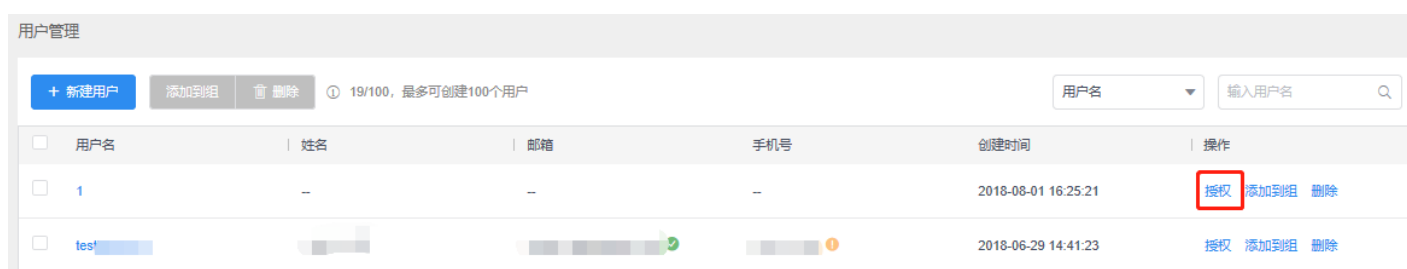 用户管理
+ 新建用户 添加到组 删除 19/100，最多可创建100个用户 用户名 输入用户名
用户名 姓名 邮箱 手机号 创建时间 操作
1 -- -- -- 2018-08-01 16:25:21 授权 添加到组 删除
test 2018-06-29 14:41:23 授权 添加到组 删除